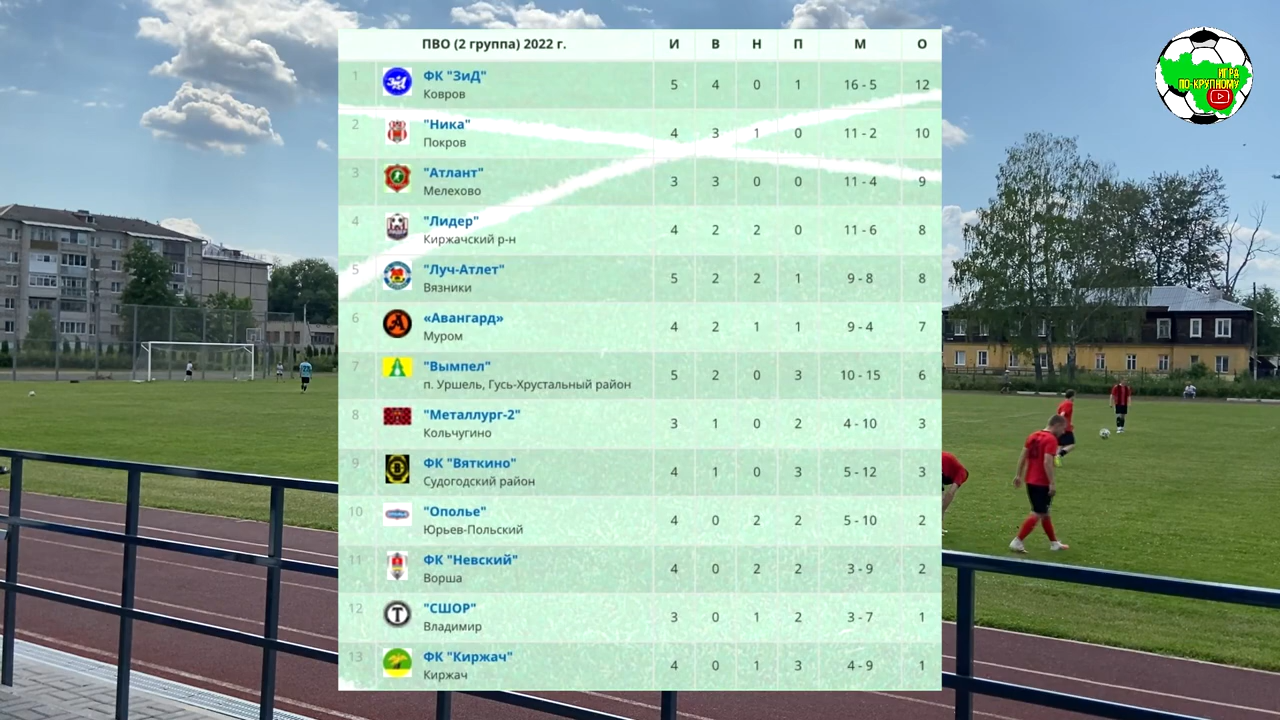 ПВО (2 группа) 2022 г. И В Н П М О
1 ФК "ЗиД" 5 4 0 1 16 - 5 12
Ковров
2 "Ника" 4 3 1 0 11 - 2 10
Покров
3 "Атлант" 3 3 0 0 11 - 4 9
Мелехово
4 "Лидер" 4 2 2 0 11 - 6 8
Киржачский р-н
5 "Луч-Атлет" 5 2 2 1 9 - 8 8
Вязники
6 «Авангард» 4 2 1 1 9 - 4 7
Муром
7 "Вымпел" 5 2 0 3 10 - 15 6
п. Уршель, Гусь-Хрустальный район
8 "Металлург-2" 3 1 0 2 4 - 10 3
Кольчугино
9 ФК "Вяткино" 4 1 0 3 5 - 12 3
Судогодский район
10 "Ополье" 4 0 2 2 5 - 10 2
Юрьев-Польский
11 ФК "Невский" 4 0 2 2 3 - 9 2
Ворша
12 "СШОР" 3 0 1 2 3 - 7 1
Владимир
13 ФК "Киржач" 4 0 1 3 4 - 9 1
Киржач
ИГРА
ПО-КРУПНОМУ